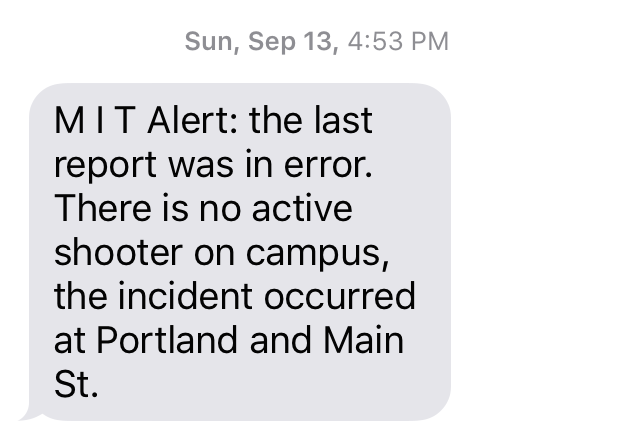 Sun, Sep 13, 4:53 PM
M I T Alert: the last
report was in error.
There is no active
shooter on campus,
the incident occurred
at Portland and Main
St.